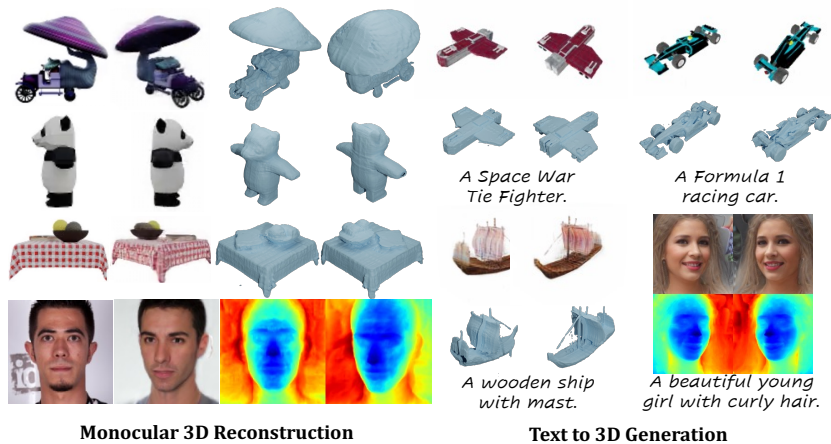 A Space War
Tie Fighter.
A Formula 1
racing car.
A wooden ship
with mast.
A beautiful young
girl with curly hair.
Monocular 3D Reconstruction
Text to 3D Generation